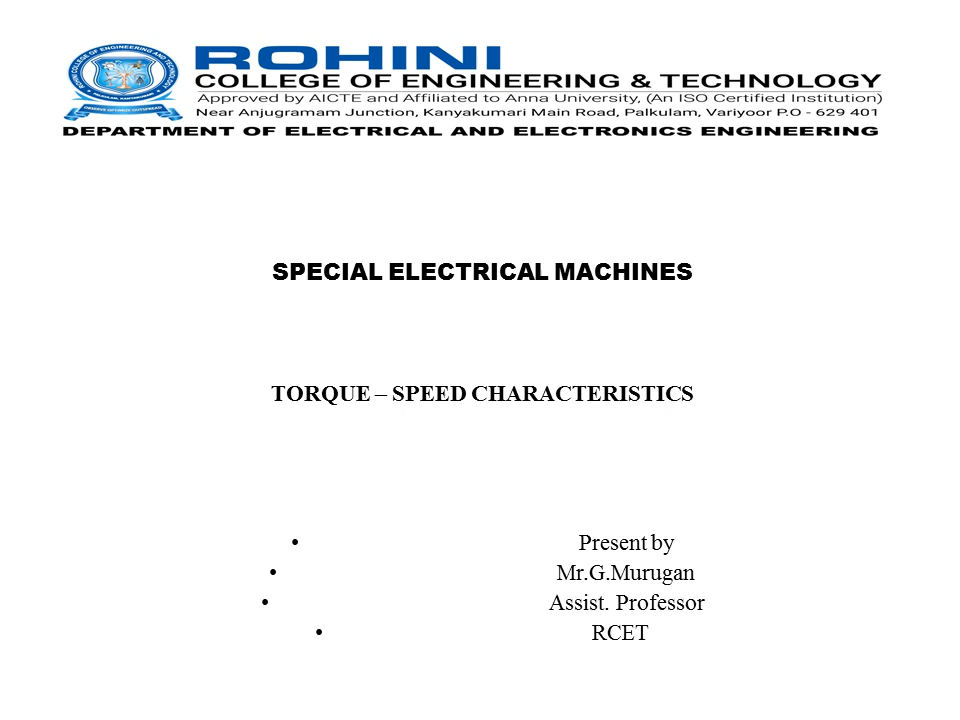 ROHINI
COLLEGE OF ENGINEERING & TECHNOLOGY
Approved by AICTE and Affiliated to Anna University, (An ISO Certified Institution)
Near Anjugramam Junction, Kanyakumari Main Road, Palkulam, Variyoor P.O - 629 401
DEPARTMENT OF ELECTRICAL AND ELECTRONICS ENGINEERING
SPECIAL ELECTRICAL MACHINES
TORQUE – SPEED CHARACTERISTICS
• Present by
• Mr.G.Murugan
• Assist. Professor
• RCET